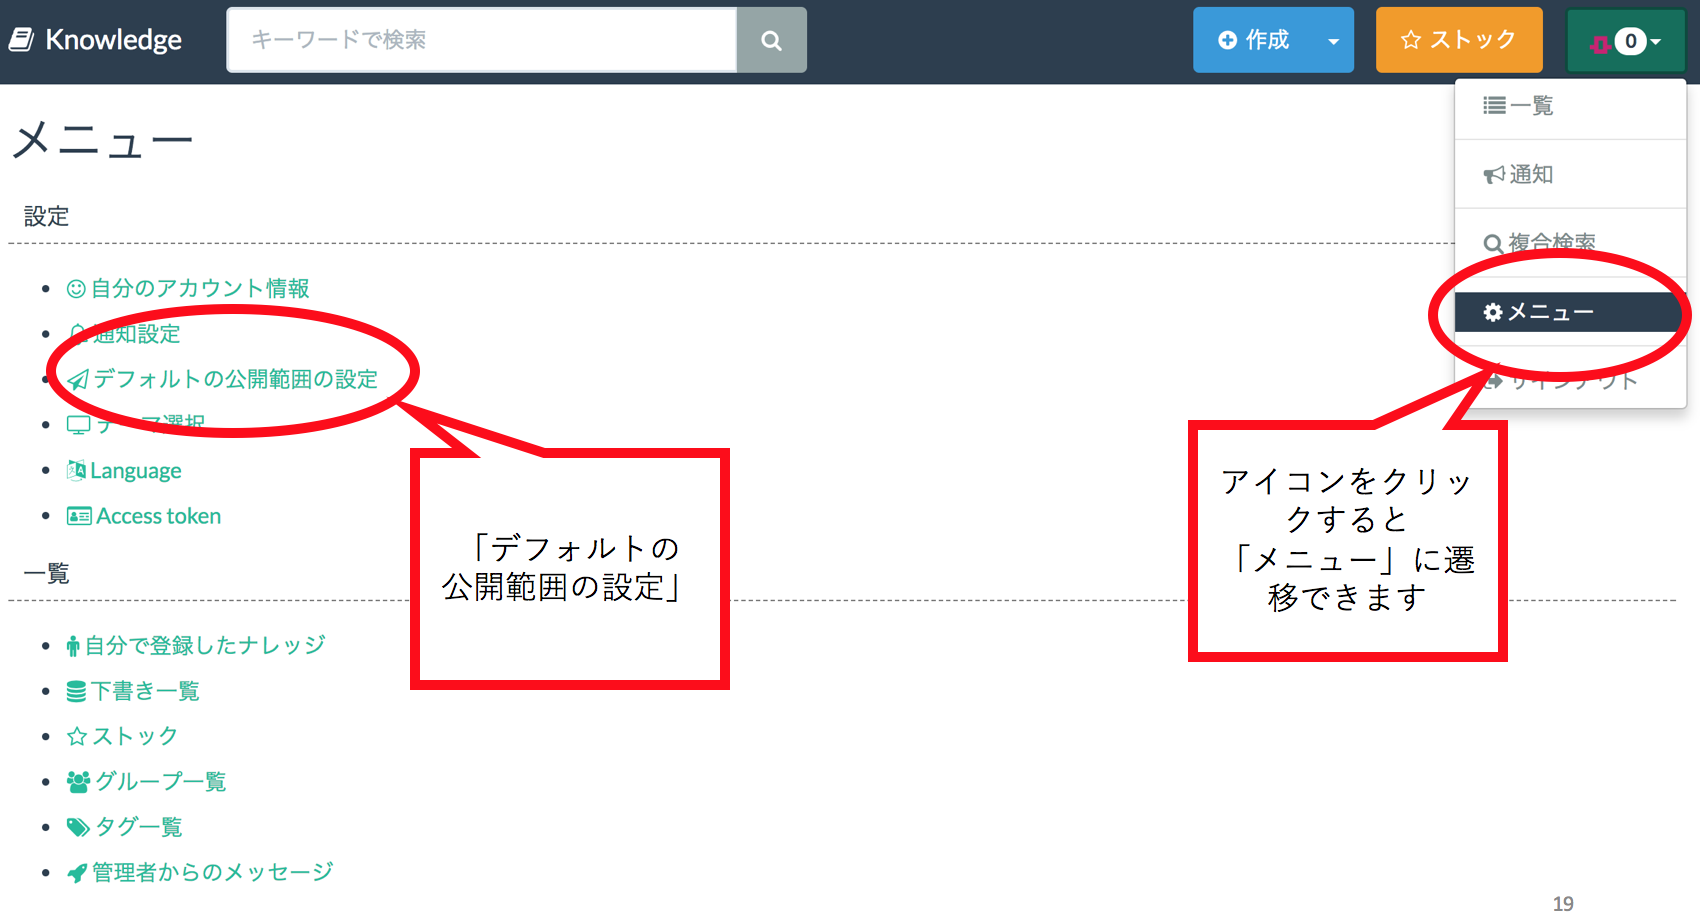 Knowledge
キーワードで検索
作成
ストック
0
一覧
通知
複合検索
メニュー
サインアウト
メニュー
設定
自分のアカウント情報
通知設定
デフォルトの公開範囲の設定
テーマ選択
Language
Access token
「デフォルトの
公開範囲の設定」
アイコンをクリッ
クすると
「メニュー」に遷
移できます
一覧
自分で登録したナレッジ
下書き一覧
ストック
グループ一覧
タグ一覧
管理者からのメッセージ
19